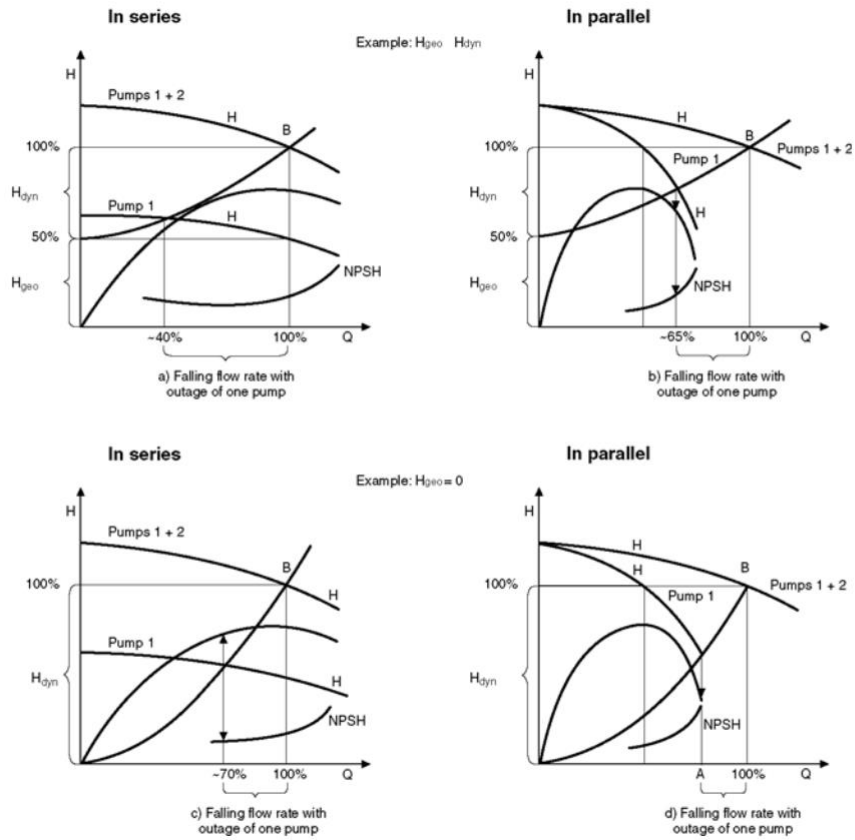 In series
In parallel
Example: Hgeo Hdyn
H
Pumps 1 + 2
H
B
100%
Hdyn
Pump 1
H
50%
NPSH
Hgeo
~40%
100%
Q
a) Falling flow rate with
outage of one pump
H
H
B
100%
Pumps 1 + 2
Pump 1
Hdyn
H
50%
NPSH
Hgeo
~65%
100%
Q
b) Falling flow rate with
outage of one pump
In series
In parallel
Example: Hgeo = 0
H
Pumps 1 + 2
B
100%
H
Pump 1
Hdyn
H
NPSH
~70%
100%
Q
c) Falling flow rate with
outage of one pump
H
H
B
100%
H
Pumps 1 + 2
Pump 1
Hdyn
NPSH
A
100%
Q
d) Falling flow rate with
outage of one pump